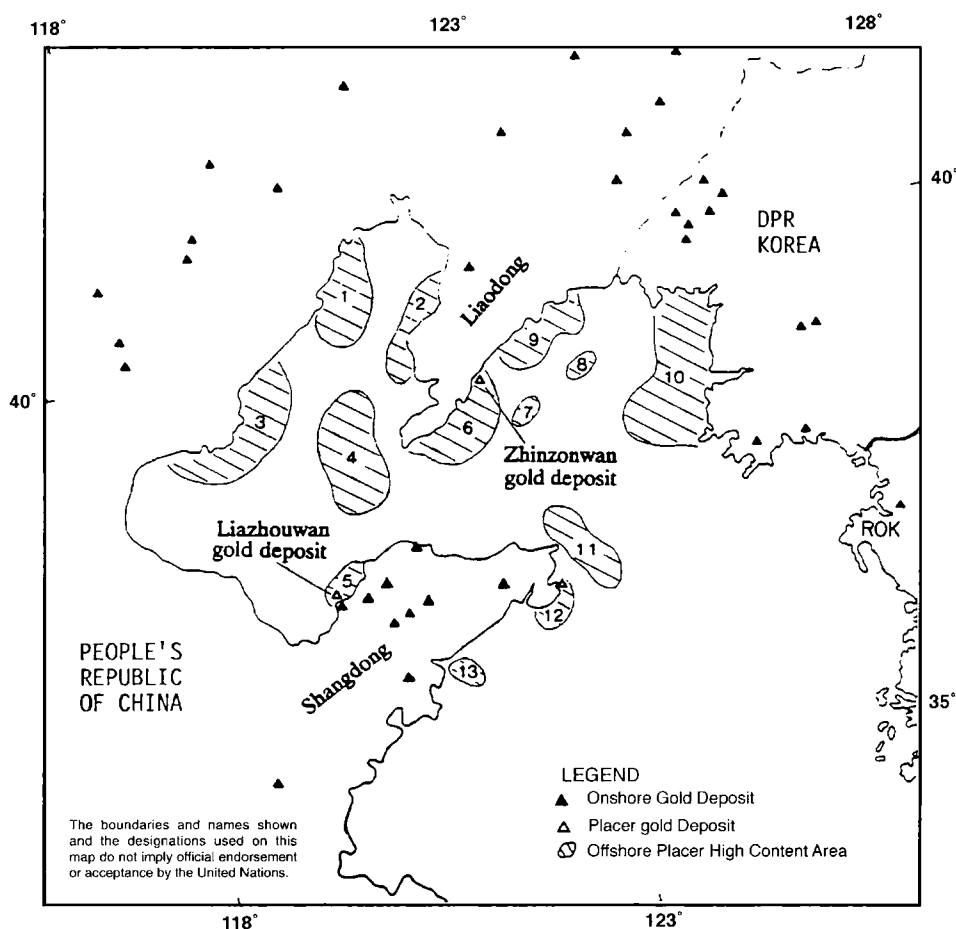 118°
123°
128°
40°
DPR
KOREA
Liaodong
1
2
9
8
10
3
40°
7
6
4
Zhinzonwan
gold deposit
Liazhouwan
gold deposit
ROK
11
5
12
PEOPLE'S
REPUBLIC
OF CHINA
Shangdong
13
35°
LEGEND
Onshore Gold Deposit
Placer gold Deposit
Offshore Placer High Content Area
The boundaries and names shown
and the designations used on this
map do not imply official endorsement
or acceptance by the United Nations.
118°
123°